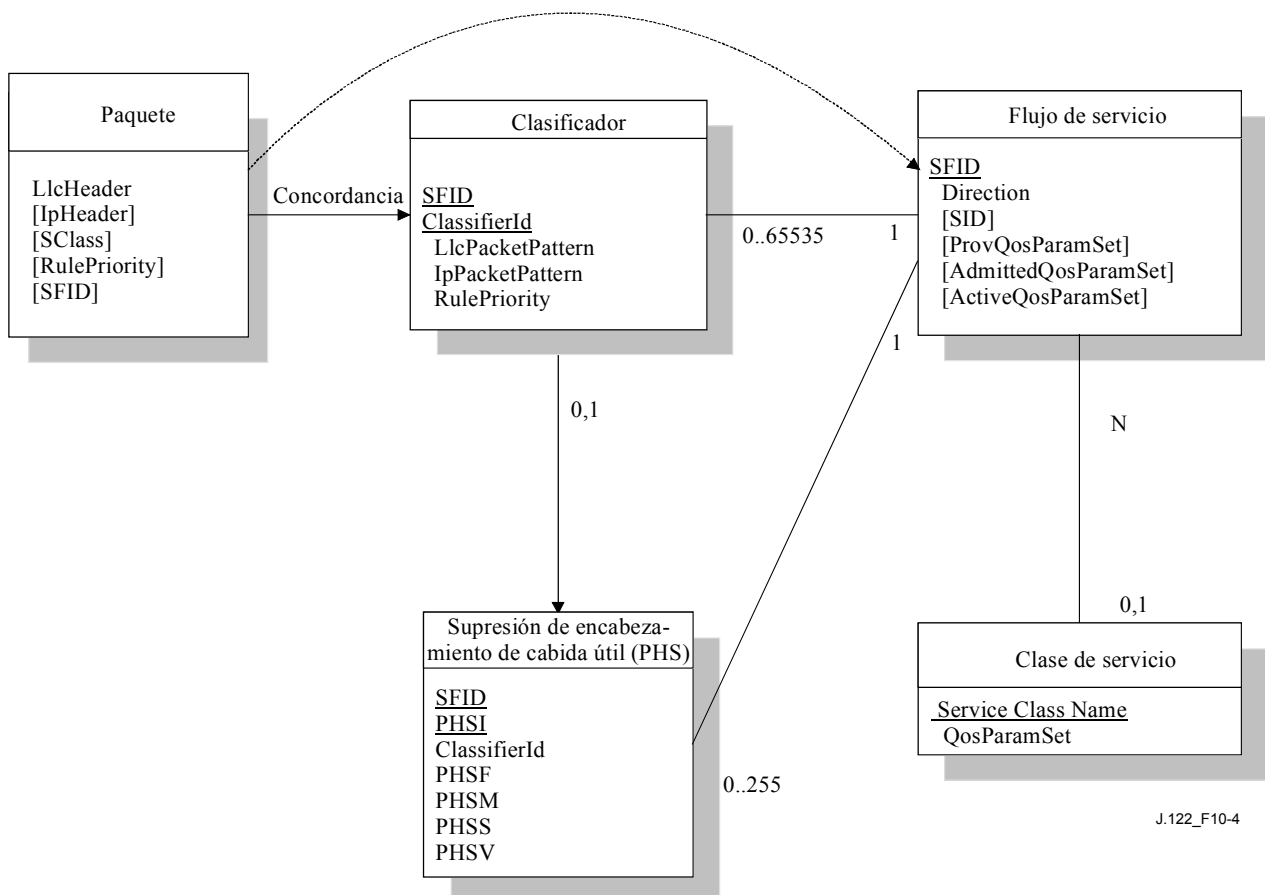 Paquete
LlcHeader
[IpHeader]
[SClass]
[RulePriority]
[SFID]
Concordancia
Clasificador
SFID
ClassifierId
LlcPacketPattern
IpPacketPattern
RulePriority
0..65535
1
Flujo de servicio
SFID
Direction
[SID]
[ProvQosParamSet]
[AdmittedQosParamSet]
[ActiveQosParamSet]
1
0,1
N
0,1
Supresión de encabeza-
miento de cabida útil (PHS)
SFID
PHSI
ClassifierId
PHSF
PHSM
PHSS
PHSV
0..255
Clase de servicio
Service Class Name
QosParamSet
J.122_F10-4